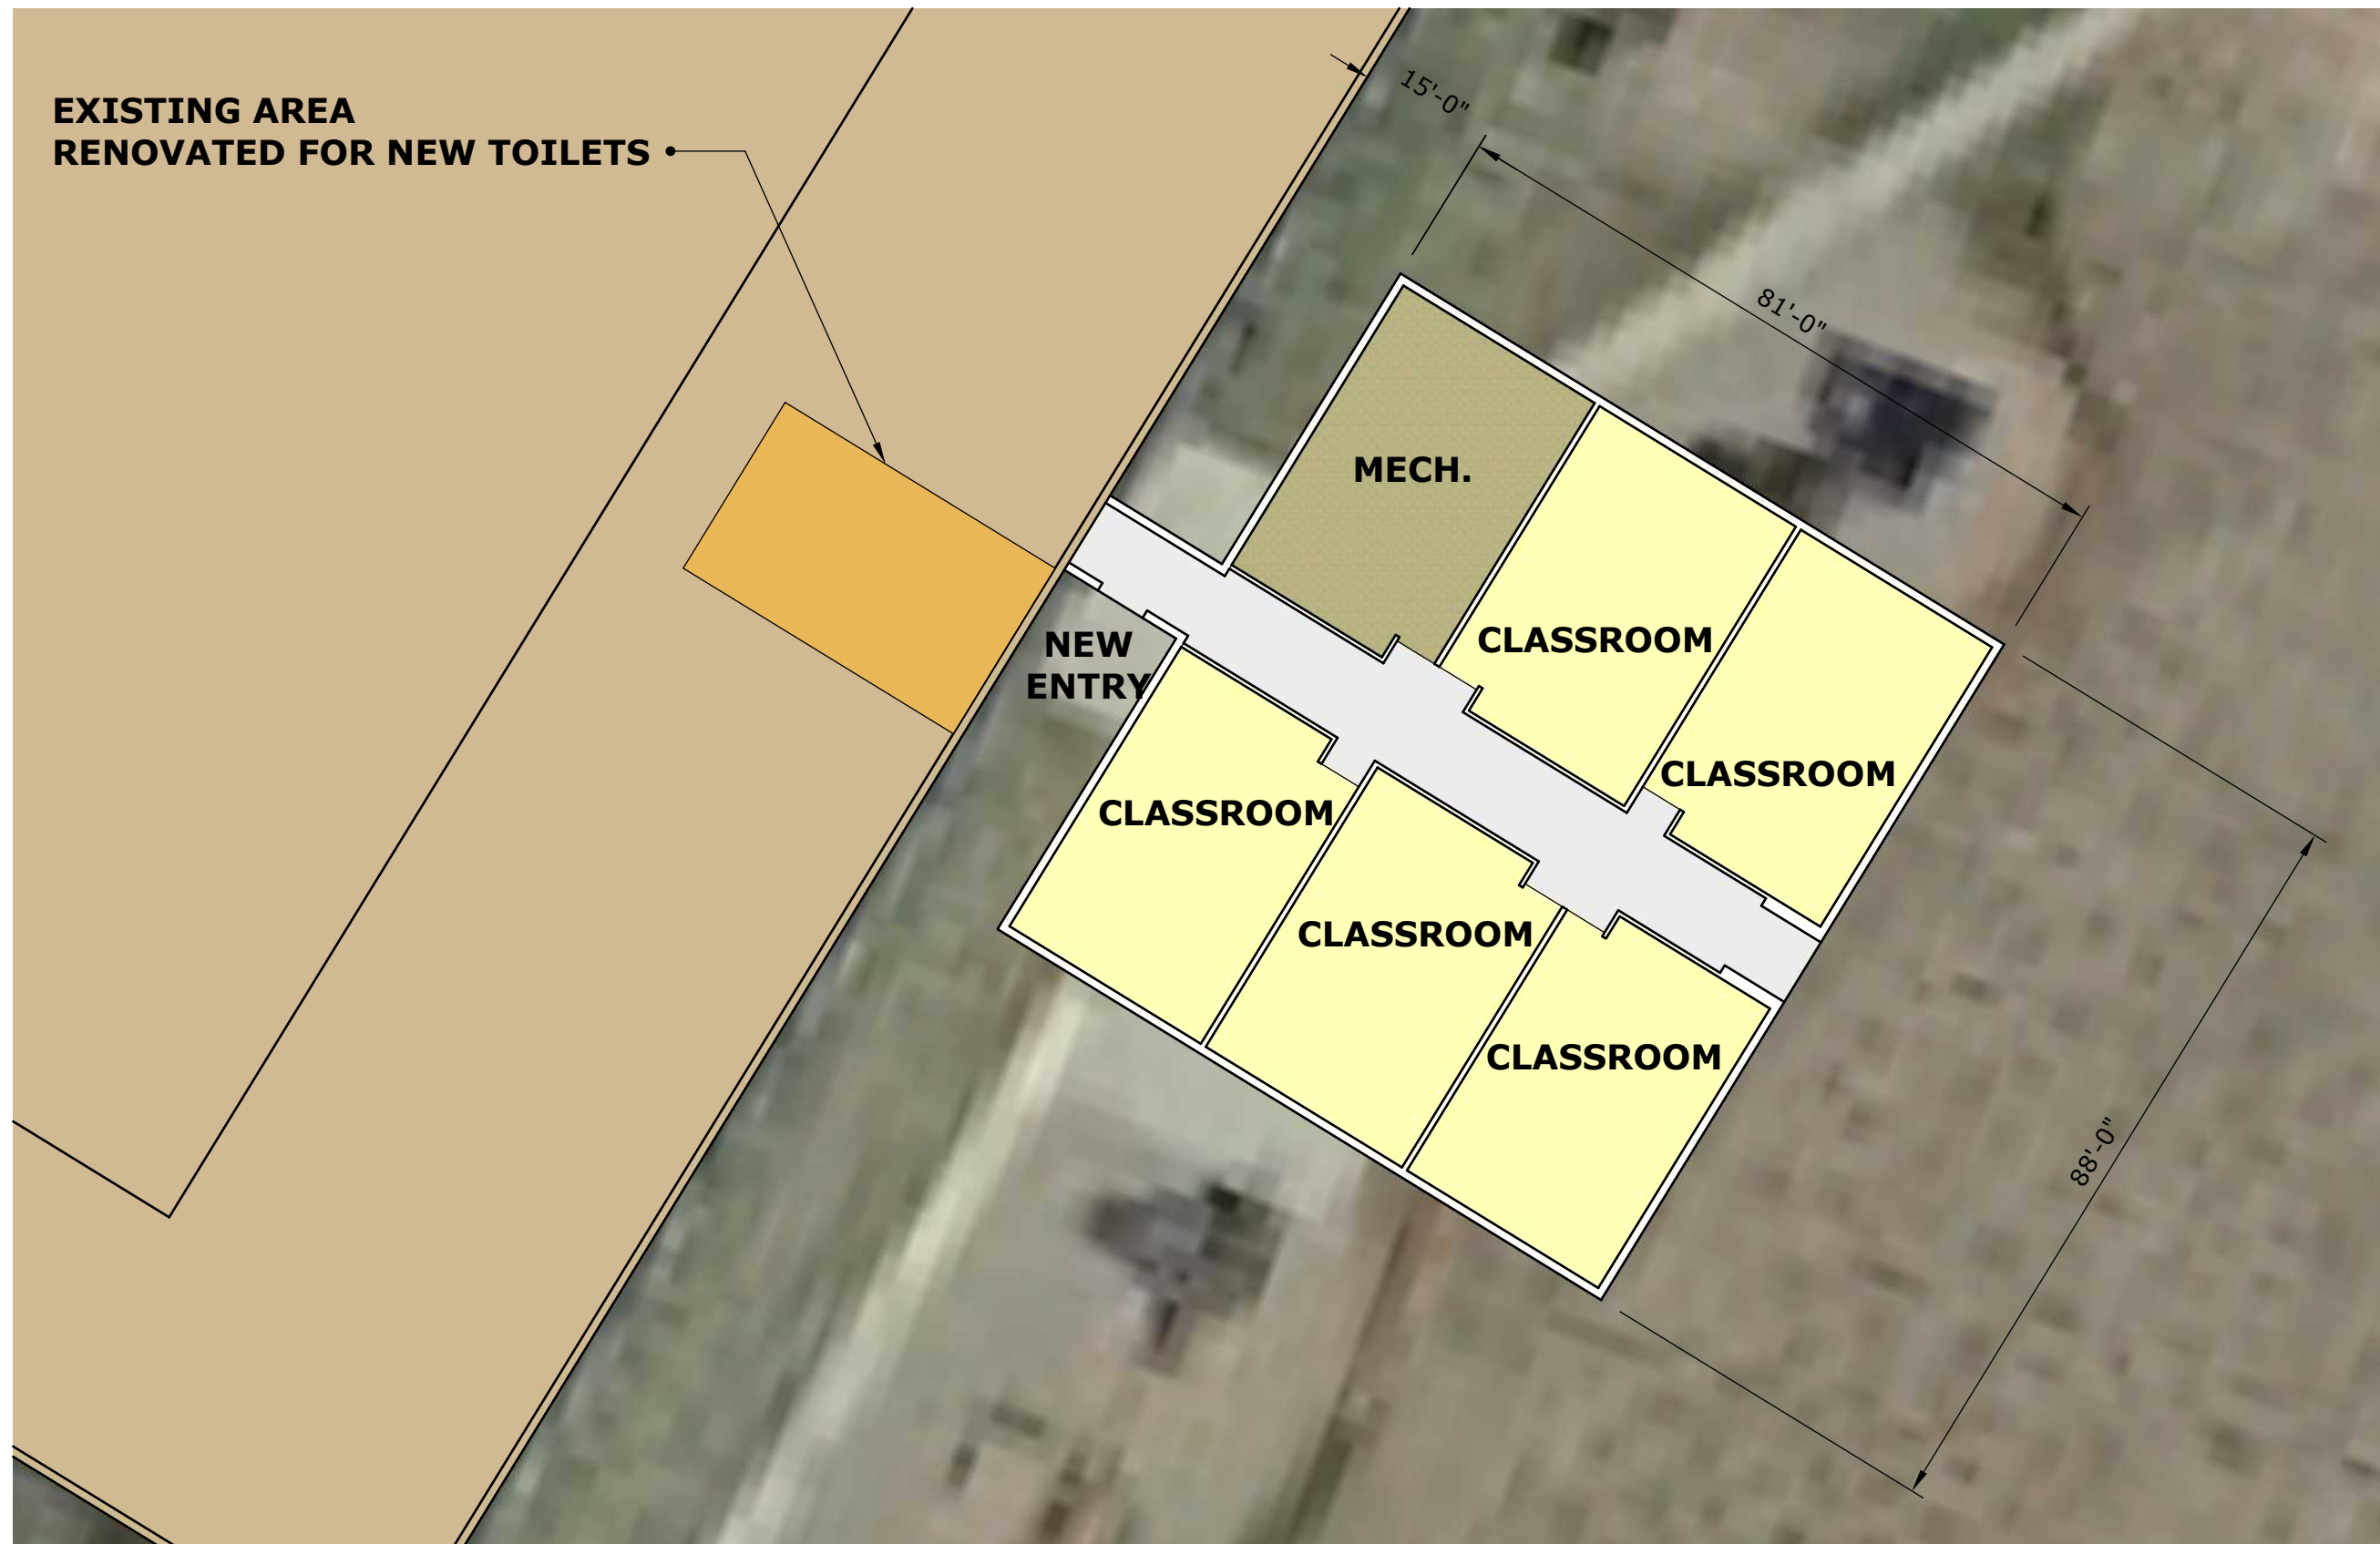 EXISTING AREA
RENOVATED FOR NEW TOILETS
15'-0"
81'-0"
MECH.
CLASSROOM
NEW
ENTRY
CLASSROOM
CLASSROOM
CLASSROOM
CLASSROOM
88'-0"